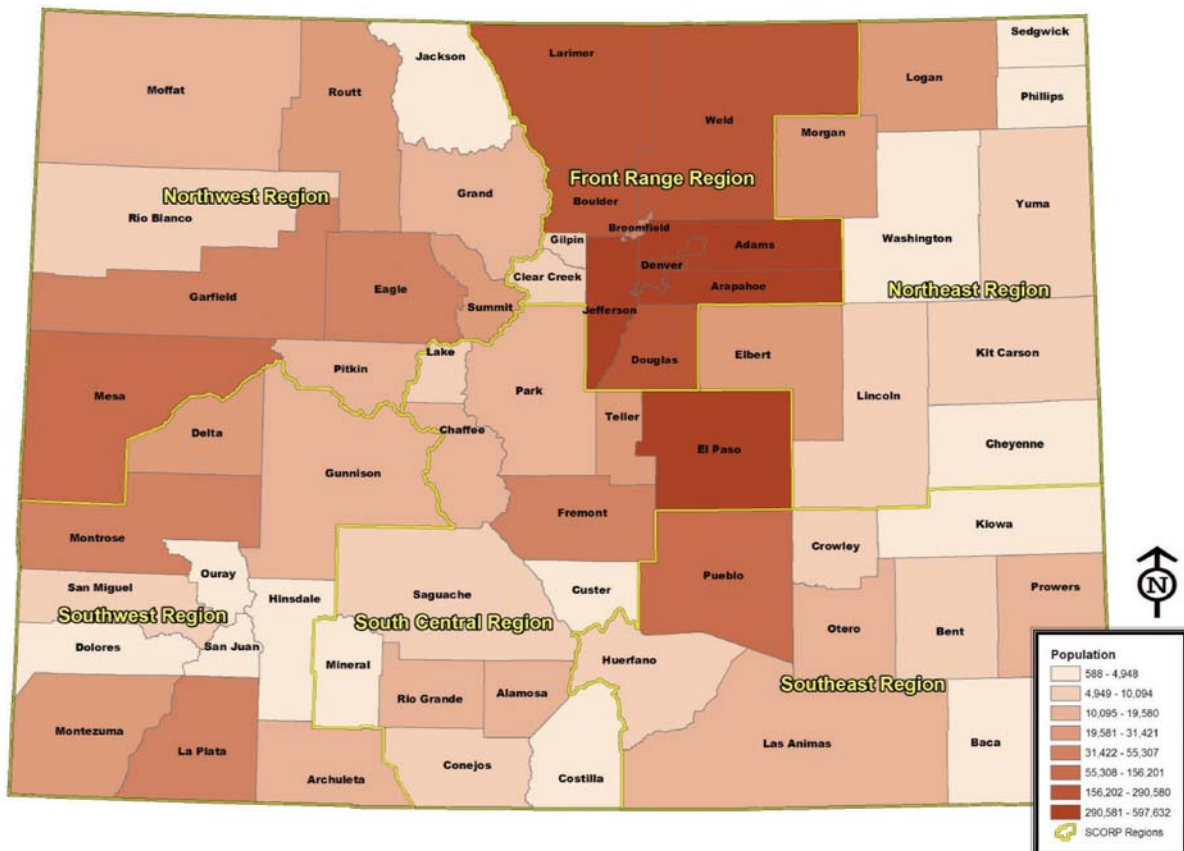 Sedgwick
Jackson
Larimer
Logan
Moffat
Routt
Phillips
Weld
Morgan
Northwest Region
Front Range Region
Grand
Rio Blanco
Boulder
Yuma
Broomfield
Gilpin
Washington
Adams
Denver
Clear Creek
Northeast Region
Garfield
Eagle
Arapahoe
Summit
Jefferson
Lake
Douglas
Elbert
Kit Carson
Pitkin
Park
Mesa
Lincoln
Teller
Delta
Chaffee
Cheyenne
El Paso
Gunnison
Fremont
Kiowa
Montrose
Crowley
Ouray
Pueblo
San Miguel
Hinsdale
Saguache
Custer
Prowers
Southwest Region
South Central Region
Otero
Bent
Dolores
San Juan
Mineral
Huerfano
Southeast Region
Rio Grande
Alamosa
Montezuma
La Plata
Las Animas
Baca
Conejos
Archuleta
Costilla
N
Population
588 - 4,948
4,949 - 10,094
10,095 - 19,580
19,581 - 31,421
31,422 - 55,307
55,308 - 156,201
156,202 - 290,580
290,581 - 597,632
SCORP Regions